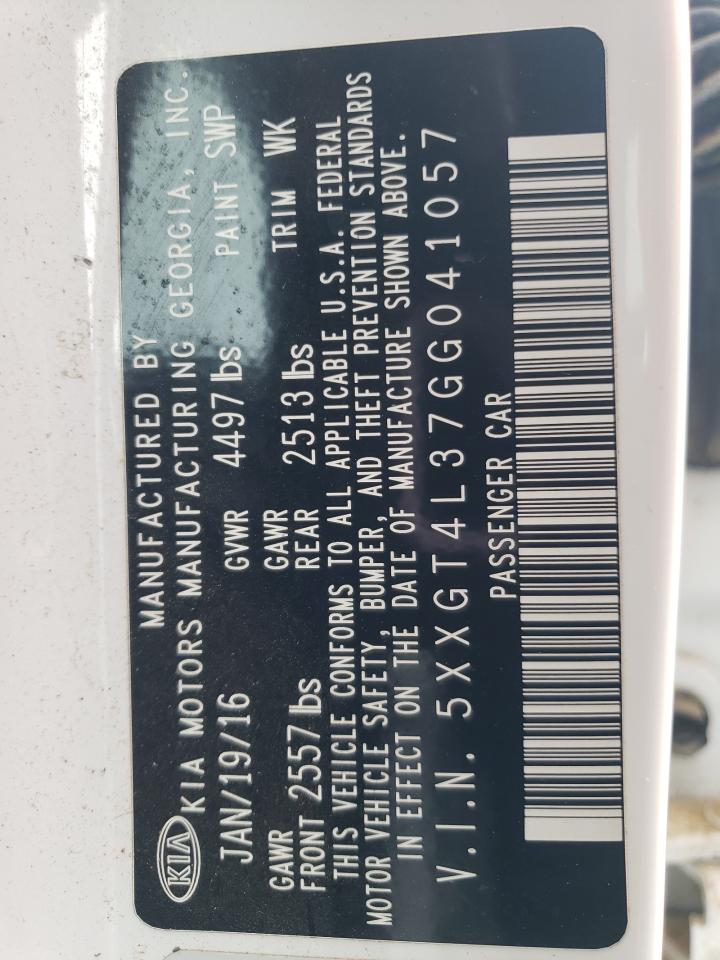 MANUFACTURED BY
KIA KIA MOTORS MANUFACTURING GEORGIA, INC.
JAN/19/16 GVWR 4497 lbs PAINT SWP
GAWR GAWR
FRONT 2557 lbs REAR 2513 lbs TRIM WK
THIS VEHICLE CONFORMS TO ALL APPLICABLE U.S.A. FEDERAL
MOTOR VEHICLE SAFETY, BUMPER, AND THEFT PREVENTION STANDARDS
IN EFFECT ON THE DATE OF MANUFACTURE SHOWN ABOVE.
V.I.N. 5XXGT4L37GG041057
PASSENGER CAR